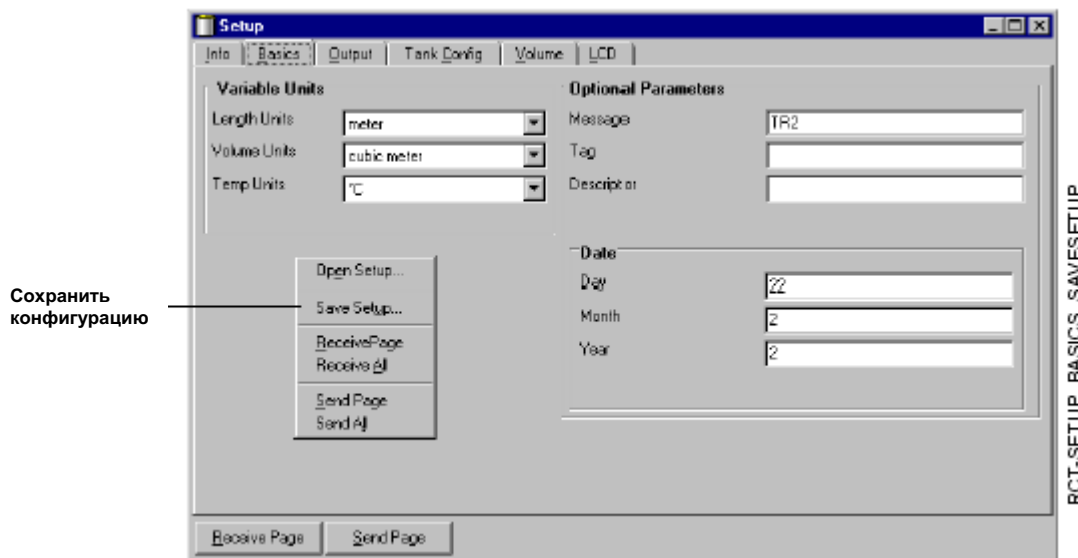 Setup
Info Basics Output Tank Config Volume LCD
Variable Units
Length Units meter
Volume Units cubic meter
Temp Units °C
Optional Parameters
Message TR2
Tag
Descriptor
Date
Day 22
Month 2
Year 2
Open Setup...
Save Setup...
ReceivePage
Receive All
Send Page
Send All
Сохранить
конфигурацию
Receive Page Send Page
RCT-SETUP_BASICS_SAVESETUP